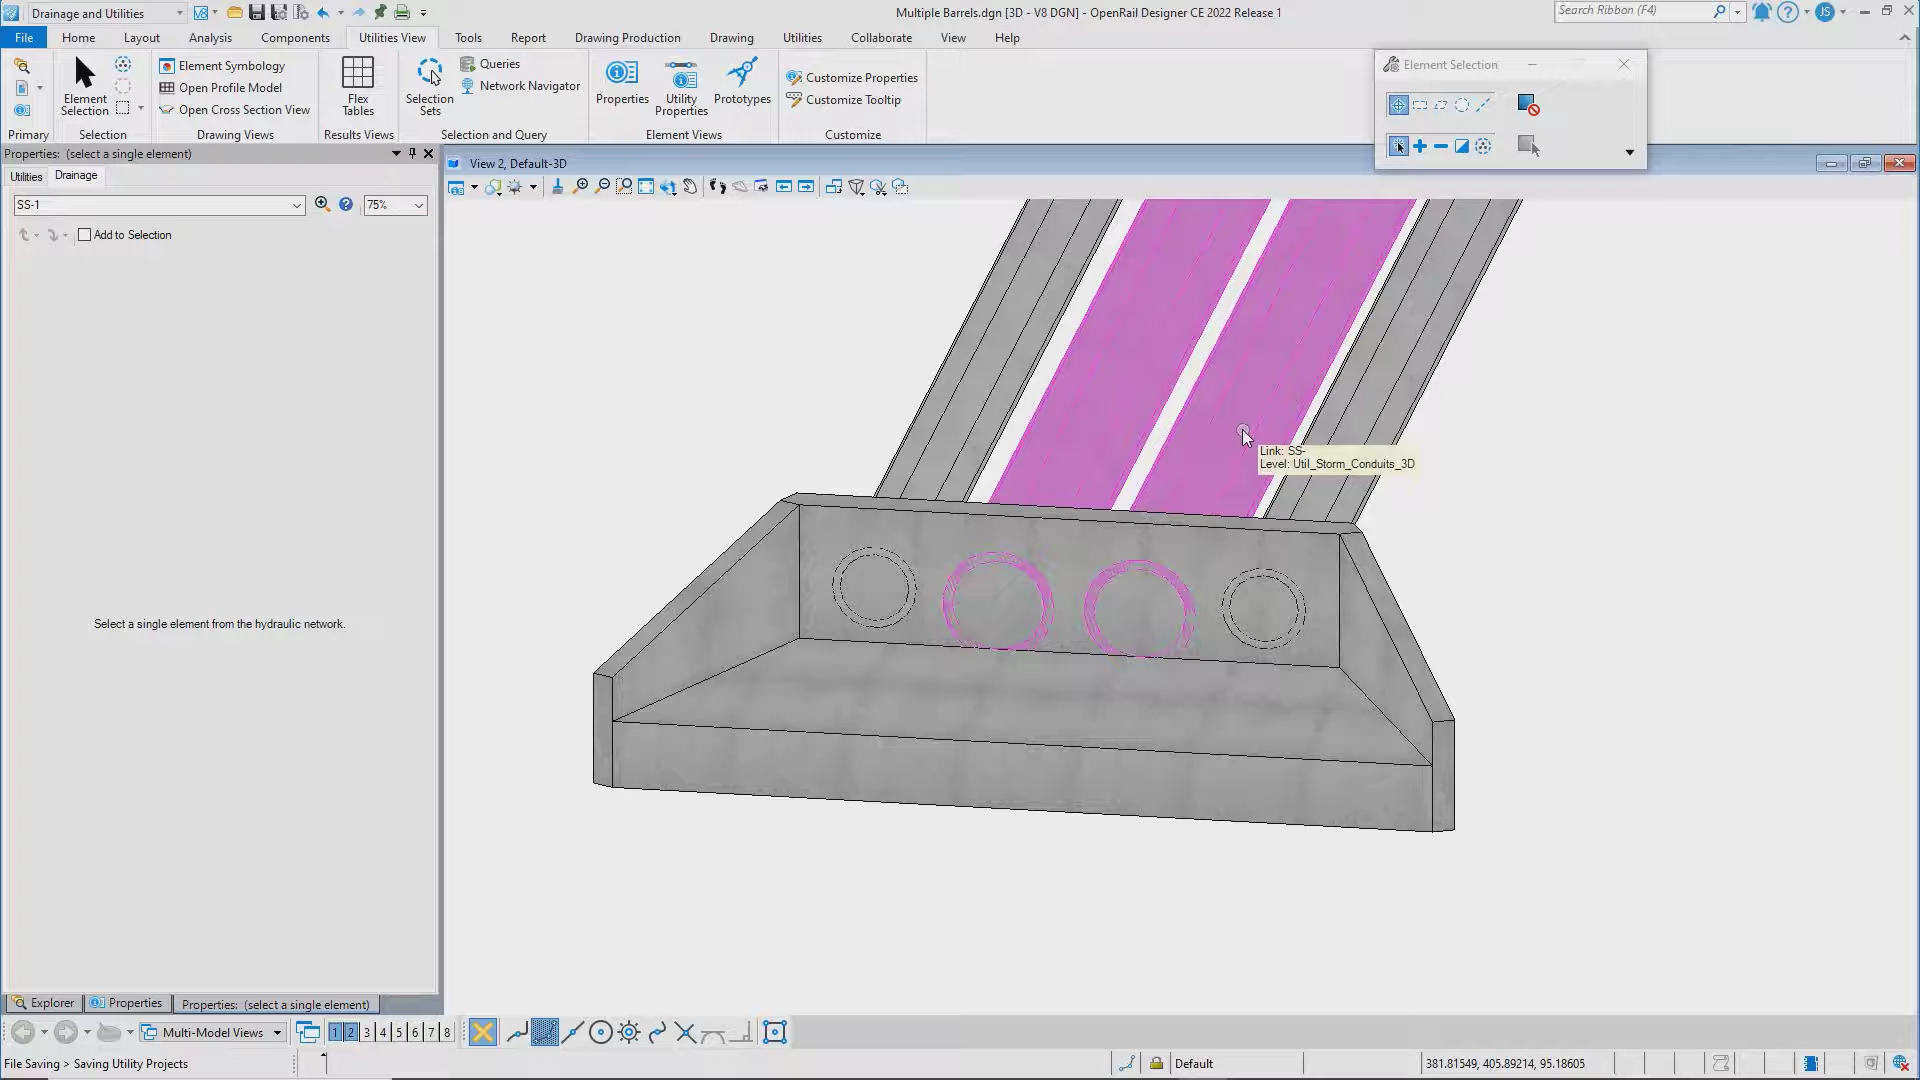 Drainage and Utilities
Multiple Barrels.dgn [3D - V8 DGN] - OpenRail Designer CE 2022 Release 1
Search Ribbon (F4)
JS
File
Home
Layout
Analysis
Components
Utilities View
Tools
Report
Drawing Production
Drawing
Utilities
Collaborate
View
Help
Element Selection
Primary
Element Symbology
Open Profile Model
Open Cross Section View
Flex Tables
Selection Sets
Queries
Network Navigator
Properties
Utility Properties
Prototypes
Customize Properties
Customize Tooltip
Selection
Drawing Views
Results Views
Selection and Query
Element Views
Customize
Element Selection
Properties: (select a single element)
View 2, Default-3D
Utilities
Drainage
SS-1
75%
Add to Selection
Link: SS-
Level: Util_Storm_Conduits_3D
Select a single element from the hydraulic network.
Explorer
Properties
Properties: (select a single element)
Multi-Model Views
1 2 3 4 5 6 7 8
File Saving > Saving Utility Projects
Default
381.81549, 405.89214, 95.18605